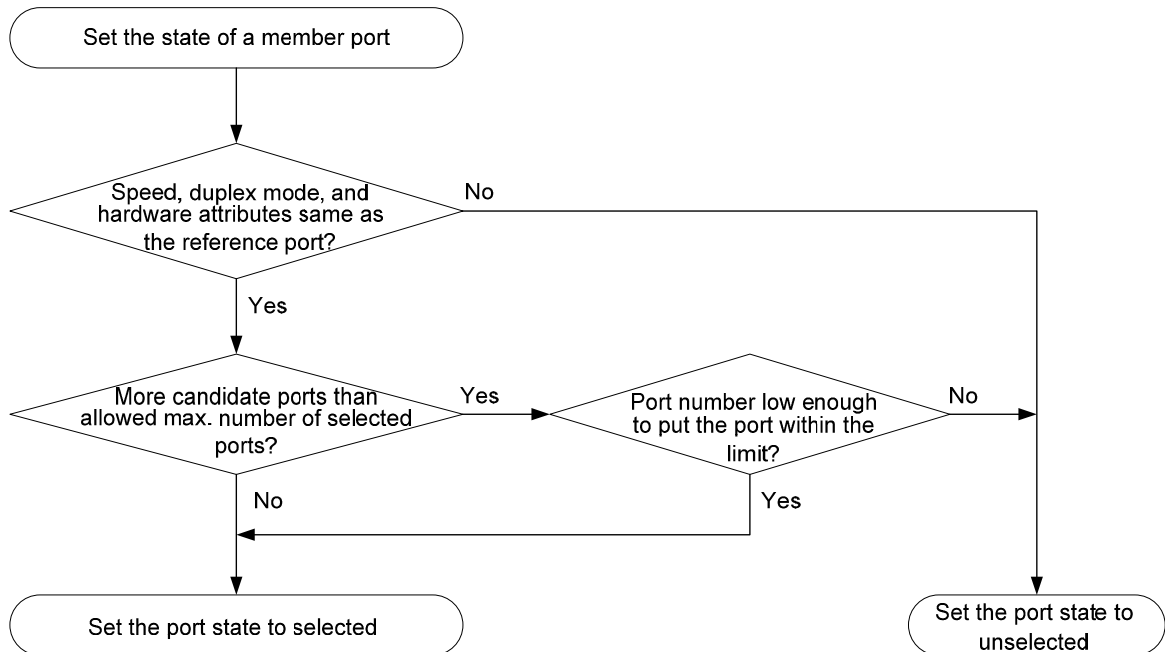 Set the state of a member port
Speed, duplex mode, and
hardware attributes same as
the reference port?
No
Yes
More candidate ports than
allowed max. number of selected
ports?
Yes
Port number low enough
to put the port within the
limit?
No
No
Yes
Set the port state to selected
Set the port state to
unselected